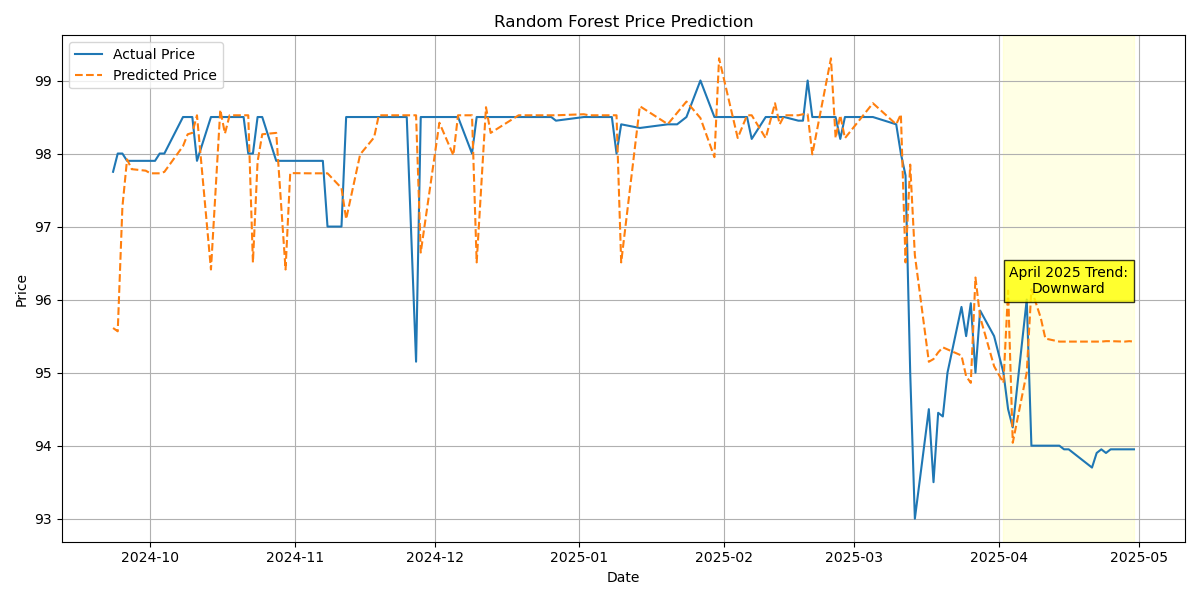 Random Forest Price Prediction
Actual Price
Predicted Price
99
98
97
96
95
94
93
Price
April 2025 Trend:
Downward
2024-10
2024-11
2024-12
2025-01
2025-02
2025-03
2025-04
2025-05
Date